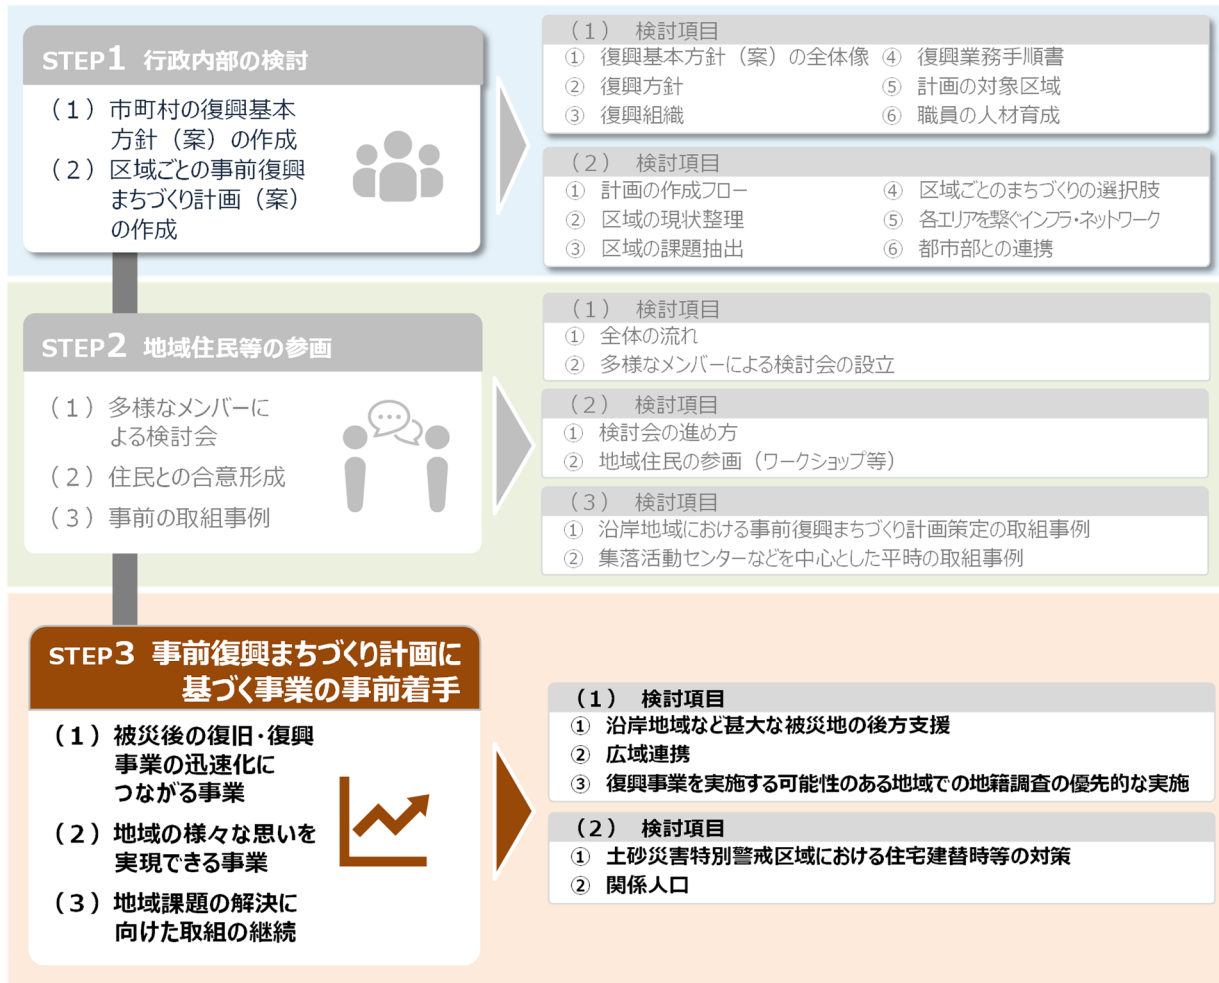 STEP1 行政内部の検討
（１）市町村の復興基本
方針（案）の作成
（２）区域ごとの事前復興
まちづくり計画（案）
の作成
（１） 検討項目
① 復興基本方針（案）の全体像
② 復興方針
③ 復興組織
④ 復興業務手順書
⑤ 計画の対象区域
⑥ 職員の人材育成
（２） 検討項目
① 計画の作成フロー
② 区域の現状整理
③ 区域の課題抽出
④ 区域ごとのまちづくりの選択肢
⑤ 各エリアを繋ぐインフラ・ネットワーク
⑥ 都市部との連携
STEP2 地域住民等の参画
（１）多様なメンバーに
よる検討会
（２）住民との合意形成
（３）事前の取組事例
（１） 検討項目
① 全体の流れ
② 多様なメンバーによる検討会の設立
（２） 検討項目
① 検討会の進め方
② 地域住民の参画（ワークショップ等）
（３） 検討項目
① 沿岸地域における事前復興まちづくり計画策定の取組事例
② 集落活動センターなどを中心とした平時の取組事例
STEP3 事前復興まちづくり計画に
基づく事業の事前着手
（１）被災後の復旧・復興
事業の迅速化に
つながる事業
（２）地域の様々な思いを
実現できる事業
（３）地域課題の解決に
向けた取組の継続
（１） 検討項目
① 沿岸地域など甚大な被災地の後方支援
② 広域連携
③ 復興事業を実施する可能性のある地域での地籍調査の優先的な実施
（２） 検討項目
① 土砂災害特別警戒区域における住宅建替時等の対策
② 関係人口